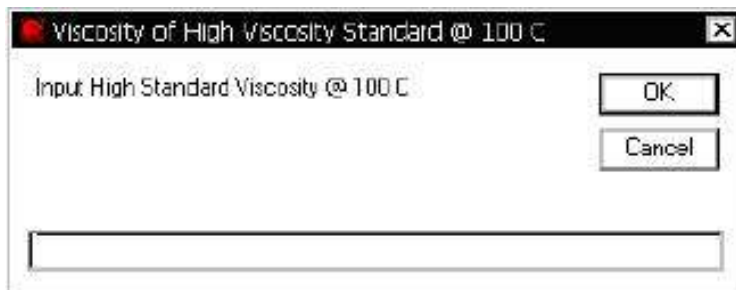 Viscosity of High Viscosity Standard @ 100 C
Input High Standard Viscosity @ 100 C
OK
Cancel